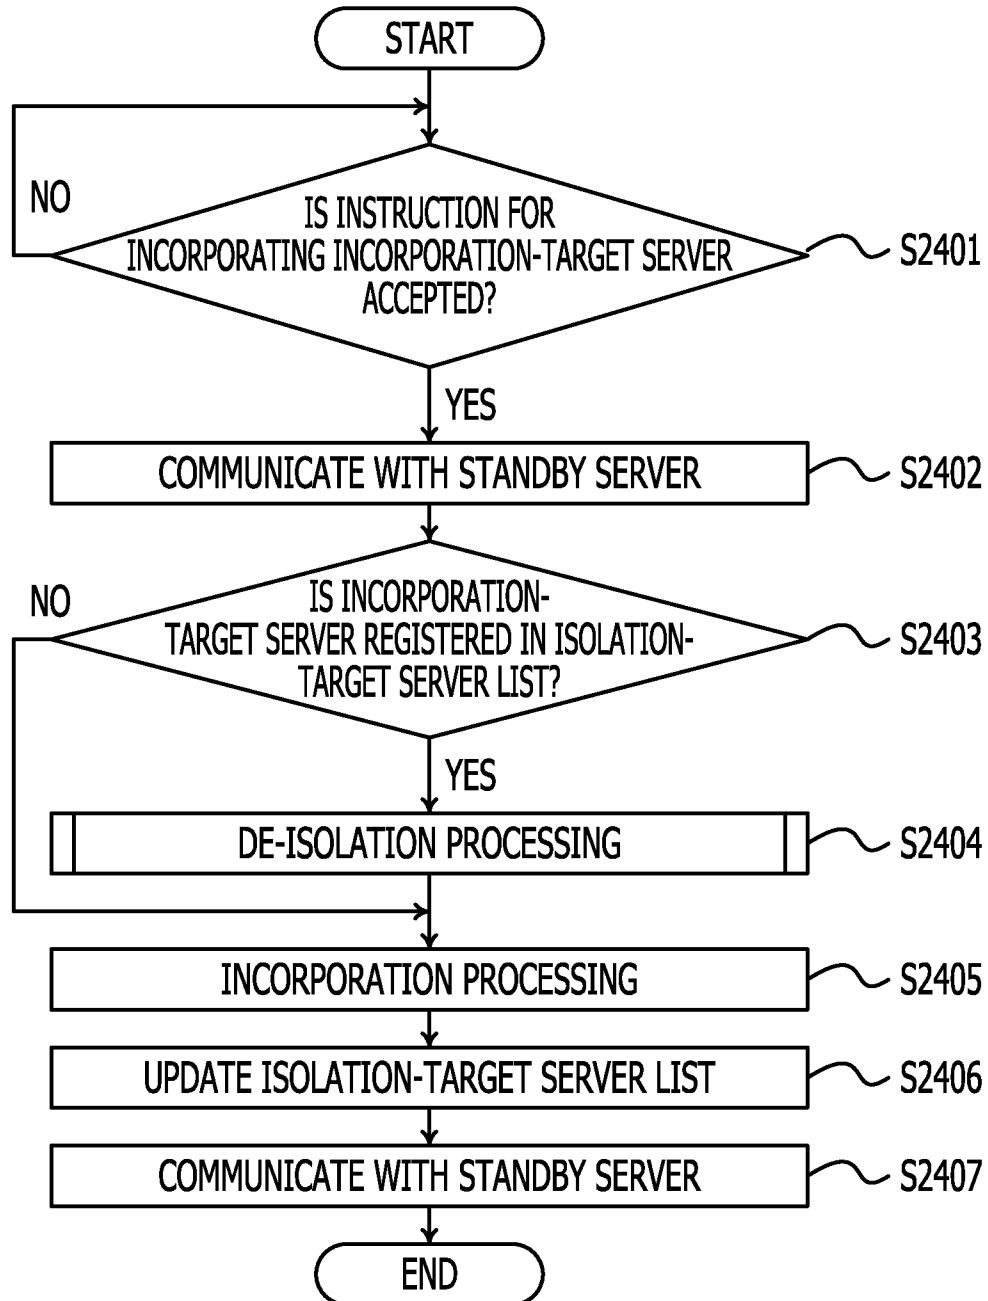 START
NO
IS INSTRUCTION FOR
INCORPORATING INCORPORATION-TARGET SERVER
ACCEPTED?
S2401
YES
COMMUNICATE WITH STANDBY SERVER
S2402
NO
IS INCORPORATION-
TARGET SERVER REGISTERED IN ISOLATION-
TARGET SERVER LIST?
S2403
YES
DE-ISOLATION PROCESSING
S2404
INCORPORATION PROCESSING
S2405
UPDATE ISOLATION-TARGET SERVER LIST
S2406
COMMUNICATE WITH STANDBY SERVER
S2407
END